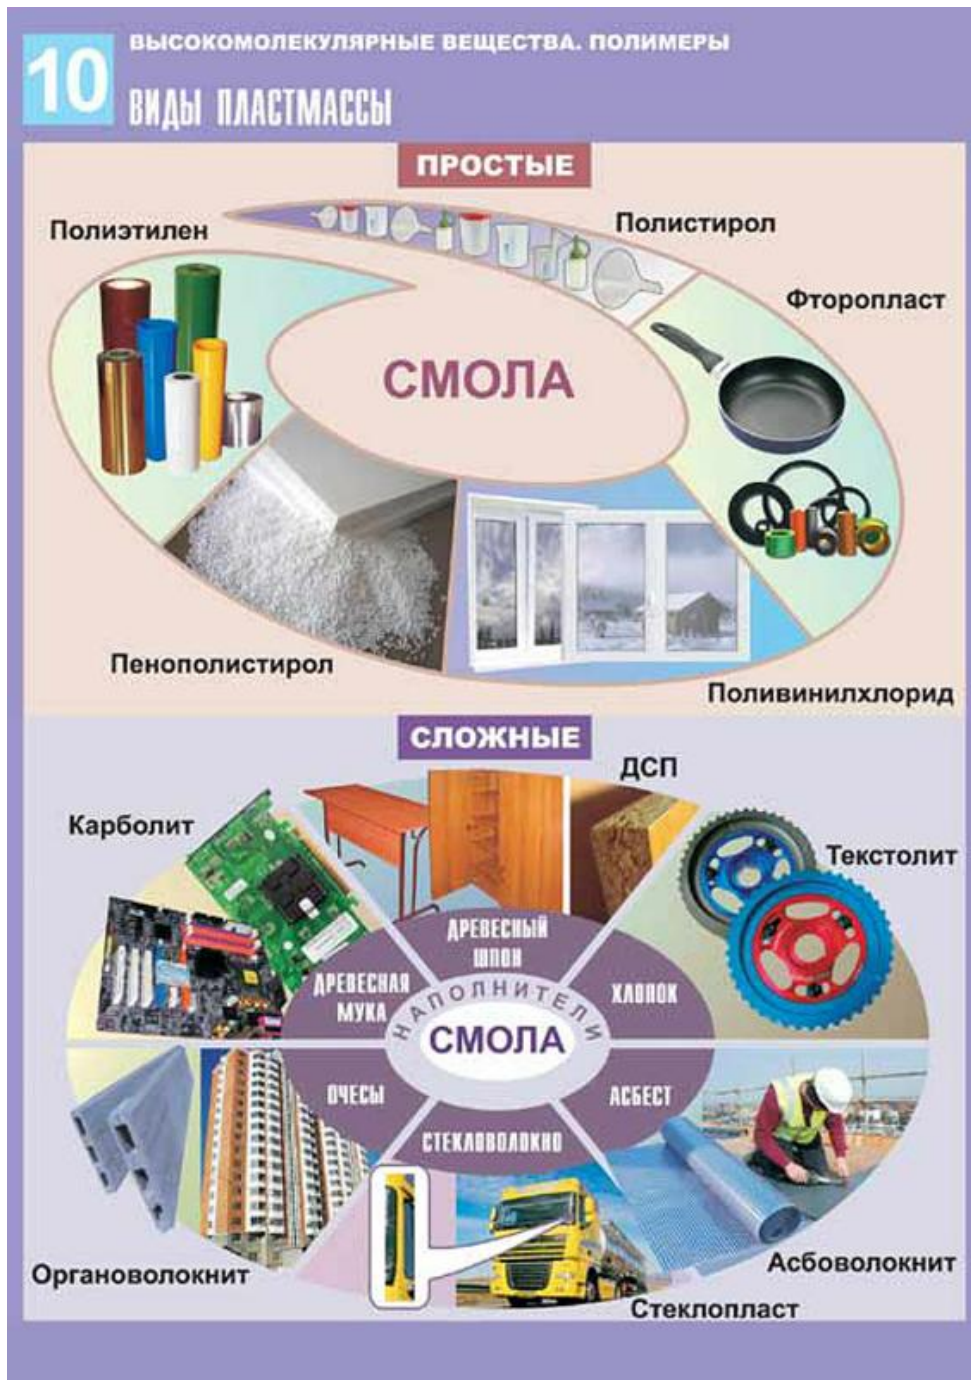 10
ВЫСОКОМОЛЕКУЛЯРНЫЕ ВЕЩЕСТВА. ПОЛИМЕРЫ
ВИДЫ ПЛАСТМАССЫ
ПРОСТЫЕ
Полиэтилен
Полистирол
Фторопласт
СМОЛА
Пенополистирол
Поливинилхлорид
СЛОЖНЫЕ
ДСП
Карболит
Текстолит
ДРЕВЕСНЫЙ
ШПОН
ДРЕВЕСНАЯ
МУКА
ХЛОПОК
НАПОЛНИТЕЛИ
СМОЛА
ОЧЕСЫ
АСБЕСТ
СТЕКЛОВОЛОКНО
Органоволокнит
Асбоволокнит
Стеклопласт